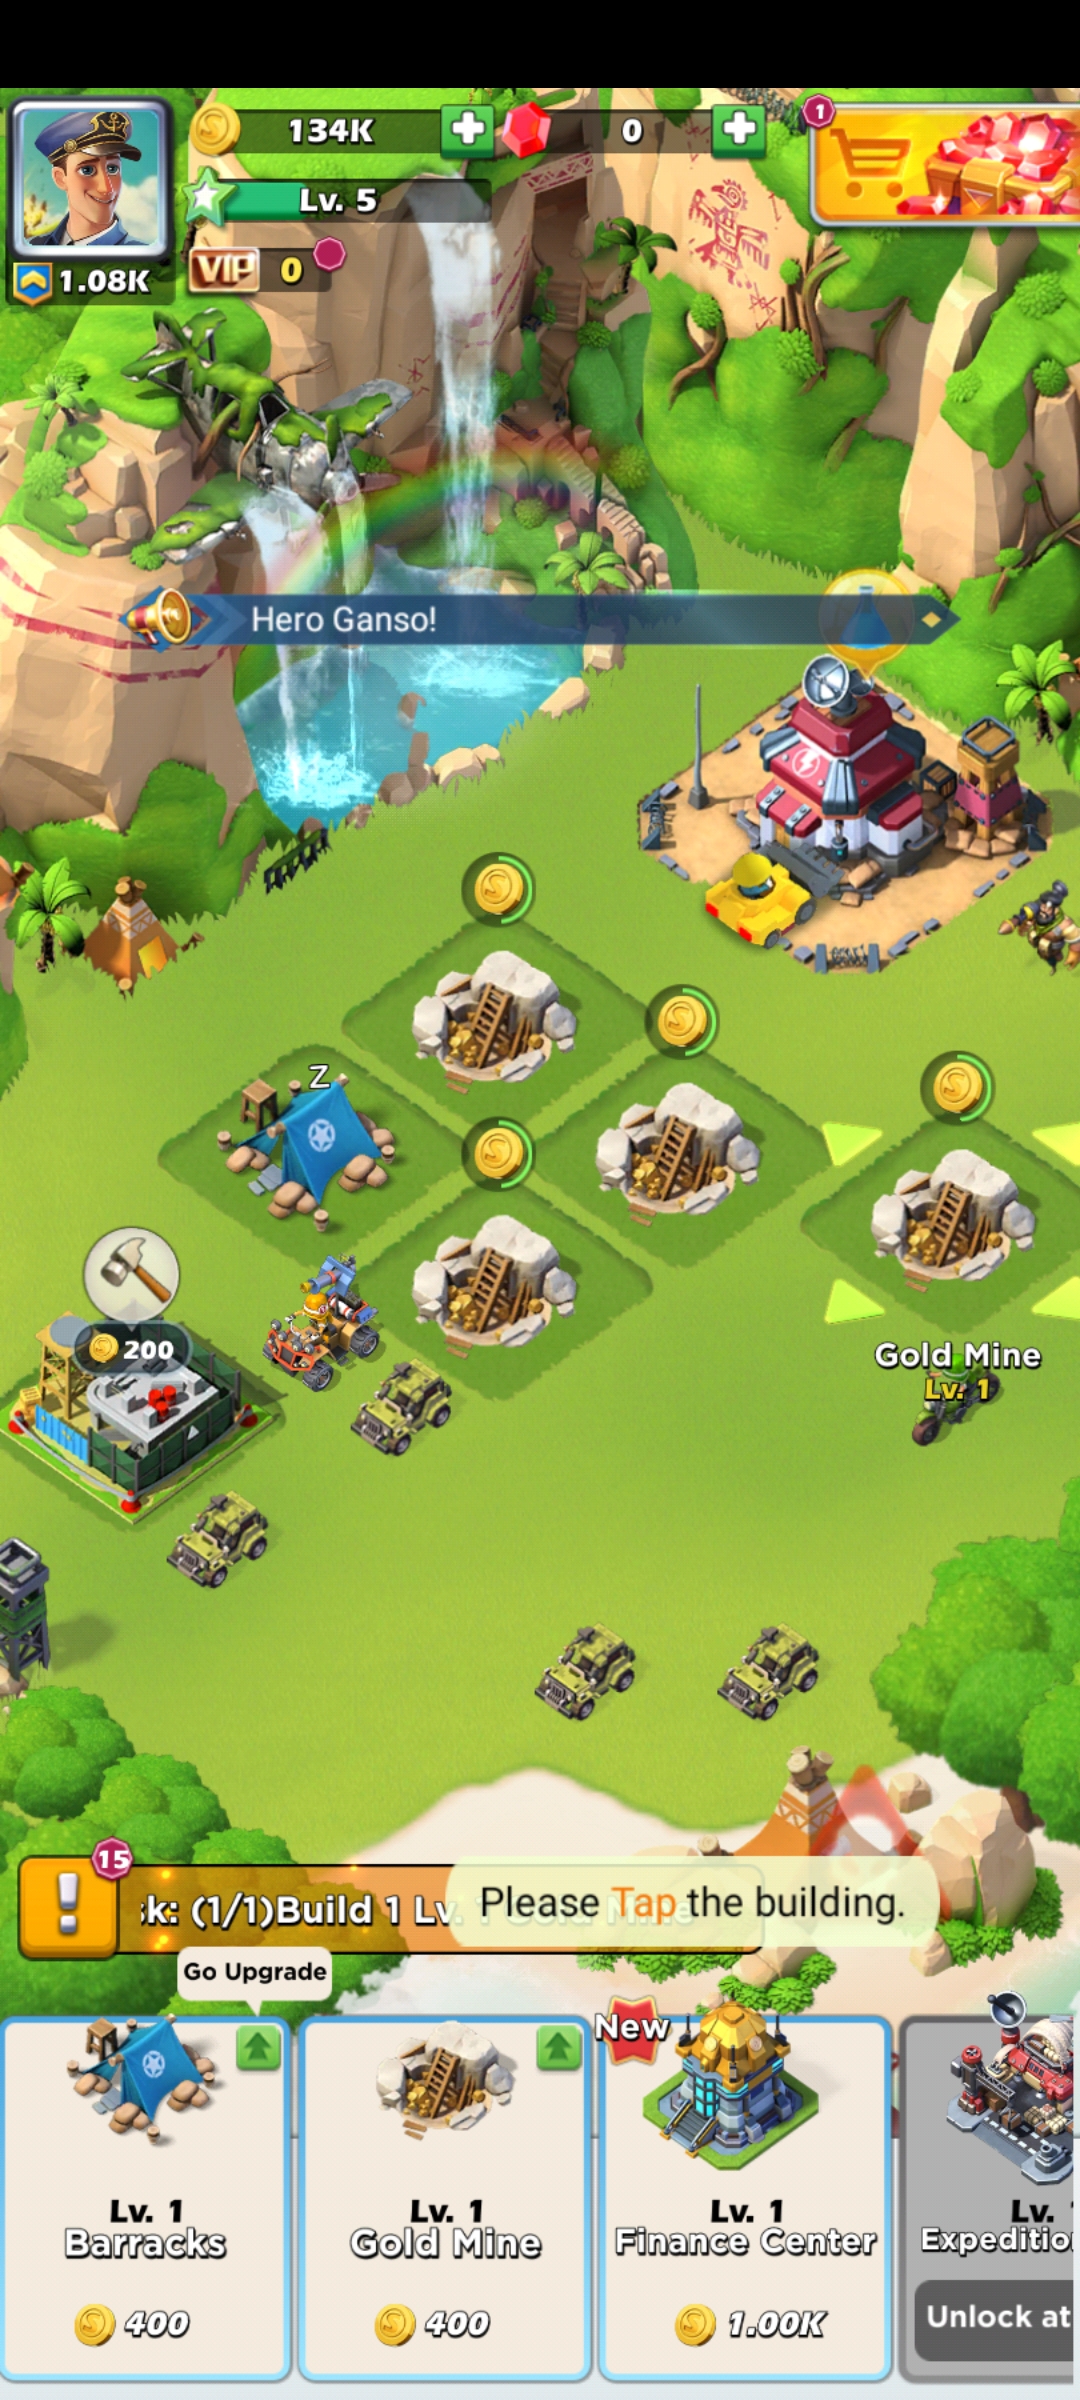 134K
0
1
Lv. 5
VIP 0
1.08K
Hero Ganso!
Z
200
Gold Mine
Lv. 1
15
k: (1/1)Build 1 Lv.
Please Tap the building.
Go Upgrade
New
Lv. 1
Barracks
400
Lv. 1
Gold Mine
400
Lv. 1
Finance Center
1.00K
Lv.
Expeditio
Unlock at